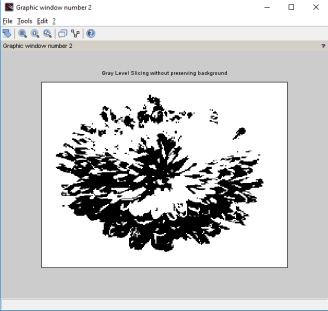 Graphic window number 2
File Tools Edit ?
Graphic window number 2 ?
Gray Level Slicing without preserving background